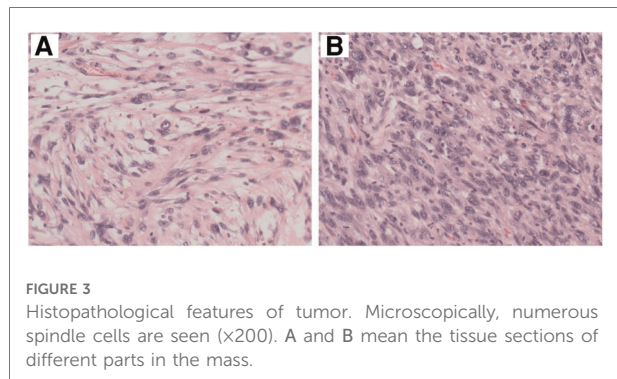 A
B
FIGURE 3
Histopathological features of tumor. Microscopically, numerous
spindle cells are seen (×200). A and B mean the tissue sections of
different parts in the mass.